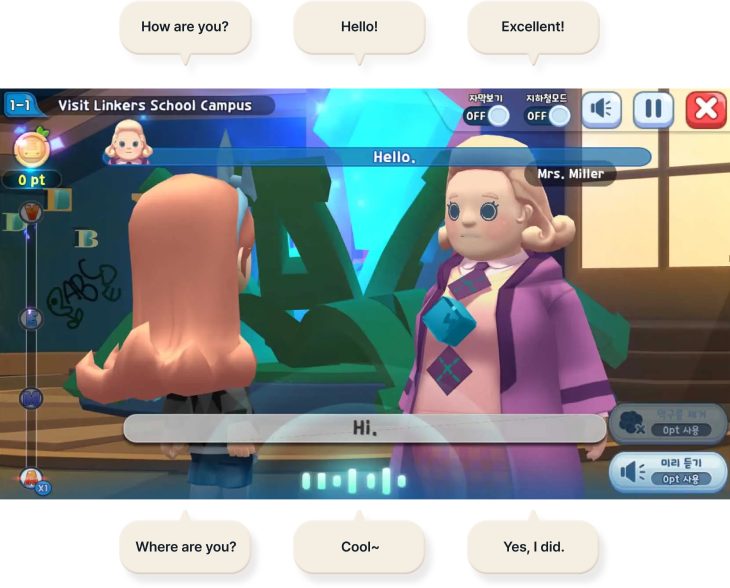 How are you?
Hello!
Excellent!
1-1
Visit Linkers School Campus
자막보기
OFF
지하철모드
OFF
Hello.
Mrs. Miller
0 pt
B
ABCD
Hi.
0pt 사용
미리 듣기
0pt 사용
X1
Where are you?
Cool~
Yes, I did.